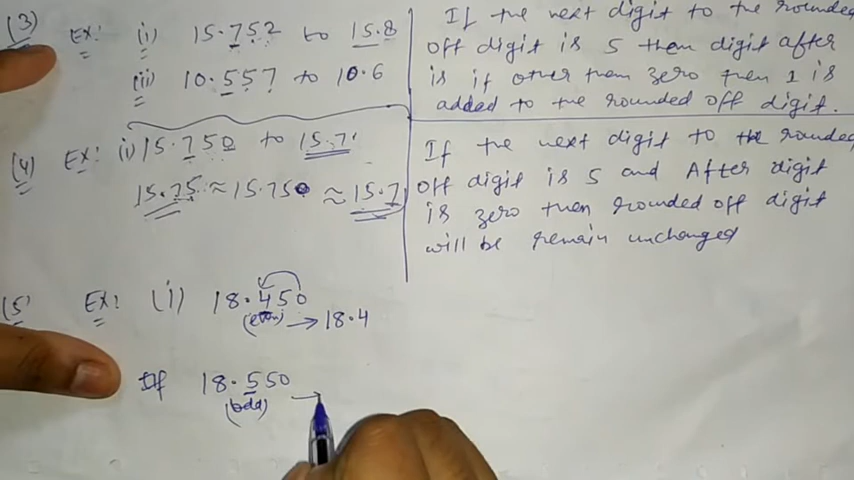 (3) Ex: (i) 15.752 to 15.8
(ii) 10.557 to 10.6
If the next digit to the rounded
off digit is 5 then digit after
is if other then zero then 1 is
added to the rounded off digit.
(4) Ex: (i) 15.750 to 15.7
15.75 ≈ 15.750 ≈ 15.7
If the next digit to the rounded
off digit is 5 and After digit
is zero then rounded off digit
will be remain unchanged
(5) Ex: (i) 18.450
(even) → 18.4
If 18.550 →
(odd)